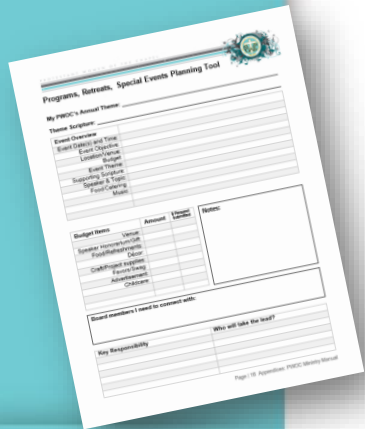 Programs, Retreats, Special Events Planning Tool
My PWOC's Annual Theme:
Theme Scripture:
Event Overview
Event Date(s) and Time
Event Objective
Location/Venue
Budget
Event Theme
Supporting Scripture
Speaker & Topic
Food/Catering
Music
Budget Items: Amount $ Request Submitted
Venue
Speaker Honorarium/Gift
Food/Refreshments
Décor
Craft/Project supplies
Favors/Swag
Advertisement
Childcare
Notes:
Board members I need to connect with:
Key Responsibility Who will take the lead?
Page | 18 Appendices PWOC Ministry Manual